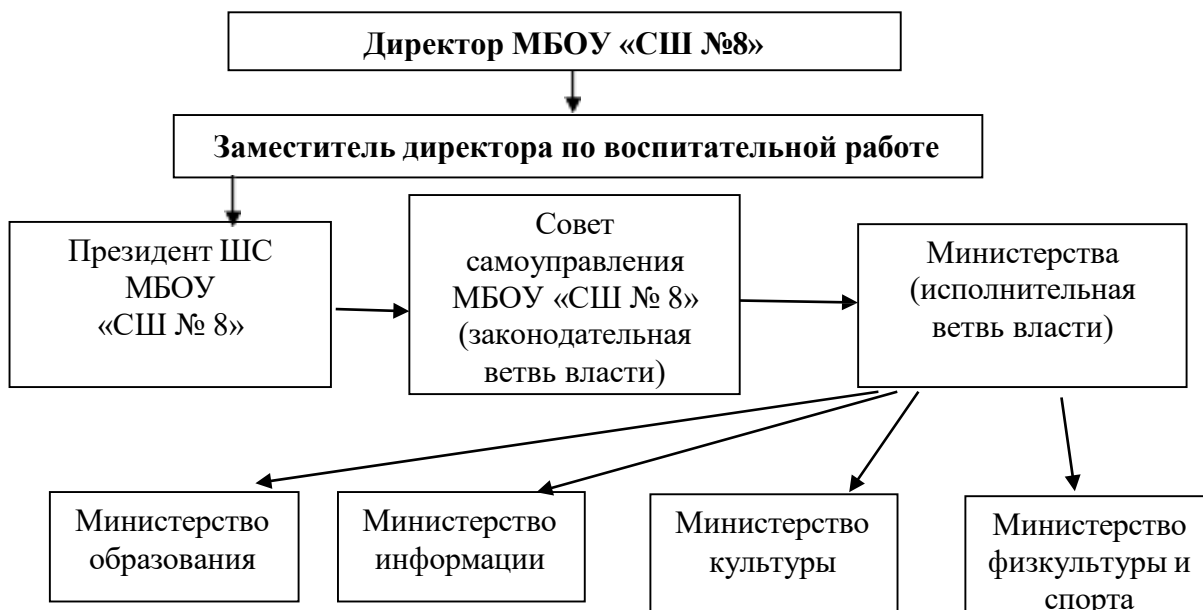 Директор МБОУ «СШ №8»
Заместитель директора по воспитательной работе
Президент ШС
МБОУ
«СШ № 8»
Совет
самоуправления
МБОУ «СШ № 8»
(законодательная
ветвь власти)
Министерства
(исполнительная
ветвь власти)
Министерство
образования
Министерство
информации
Министерство
культуры
Министерство
физкультуры и
спорта